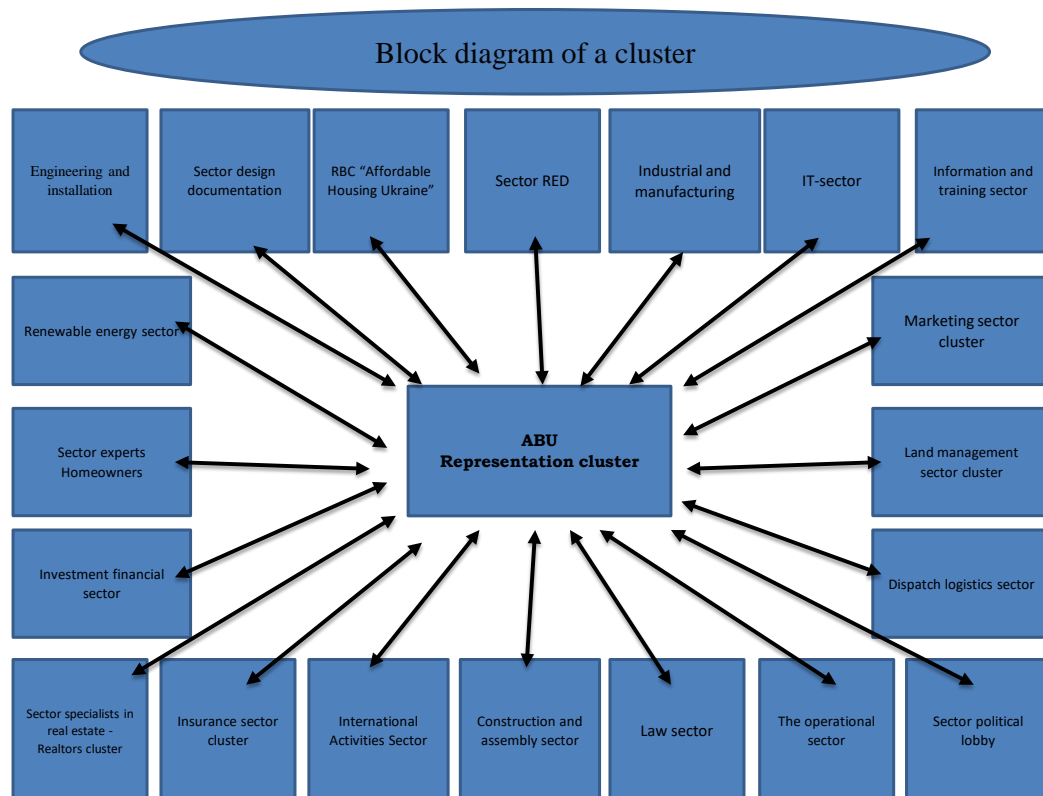 Block diagram of a cluster
Engineering and
installation
Sector design
documentation
RBC “Affordable
Housing Ukraine”
Sector RED
Industrial and
manufacturing
IT-sector
Information and
training sector
Renewable energy sector
Marketing sector
cluster
ABU
Representation cluster
Sector experts
Homeowners
Land management
sector cluster
Investment financial
sector
Dispatch logistics sector
Sector specialists in
real estate -
Realtors cluster
Insurance sector
cluster
International
Activities Sector
Construction and
assembly sector
Law sector
The operational
sector
Sector political
lobby